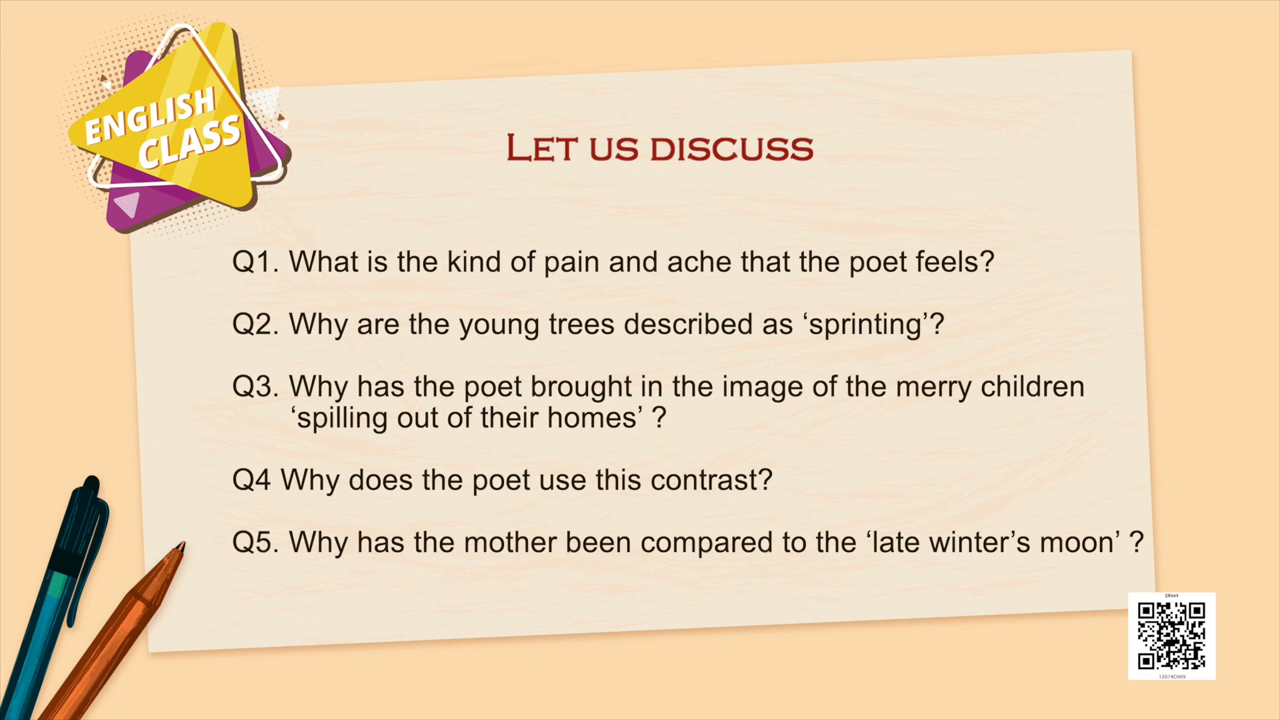 ENGLISH
CLASS
LET US DISCUSS
Q1. What is the kind of pain and ache that the poet feels?
Q2. Why are the young trees described as ‘sprinting’?
Q3. Why has the poet brought in the image of the merry children
‘spilling out of their homes’ ?
Q4 Why does the poet use this contrast?
Q5. Why has the mother been compared to the ‘late winter’s moon’ ?
12074CH09